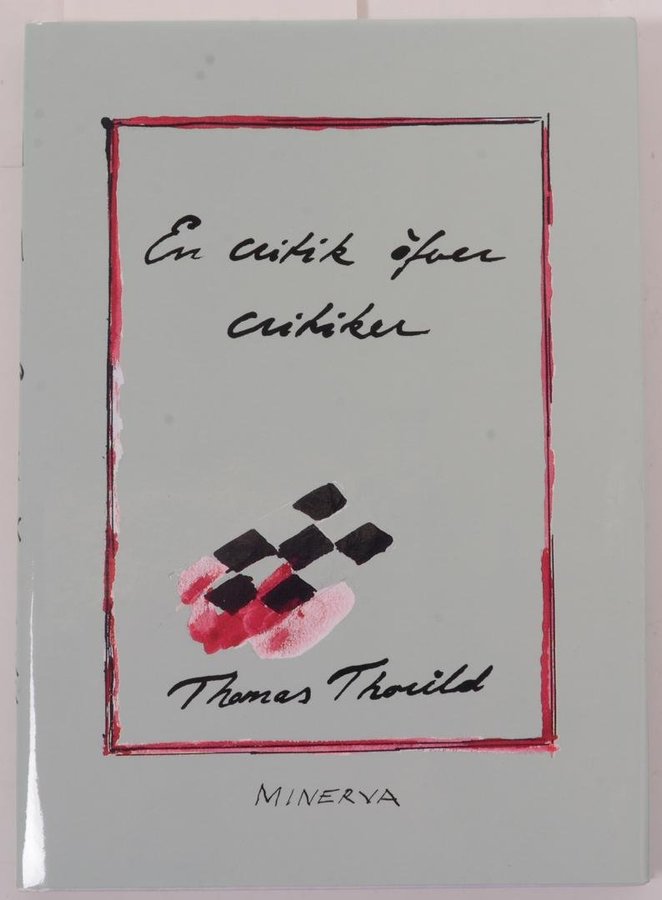 En critik öfver
critiker
Thomas Thorild
MINERVA